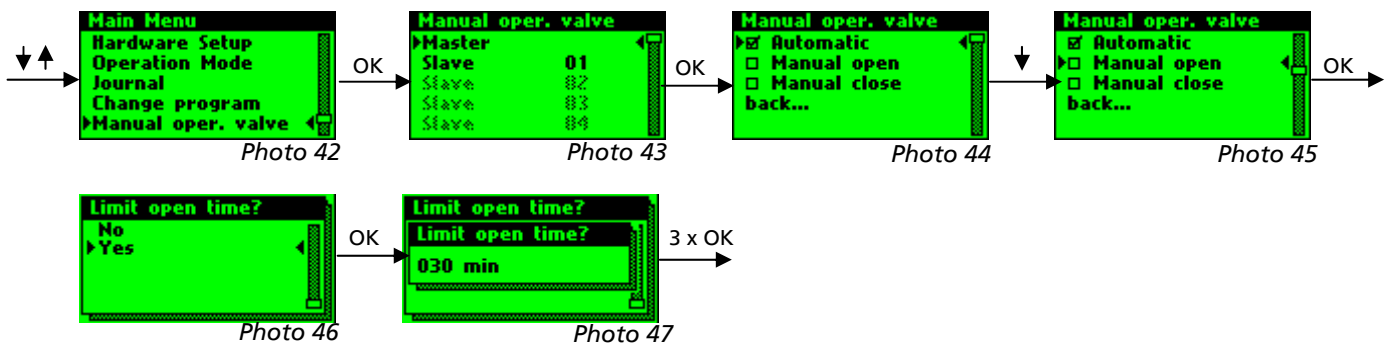 Main Menu
Hardware Setup
Operation Mode
Journal
Change program
Manual oper. valve
Photo 42
OK
Manual oper. valve
Master
Slave 01
Slave 02
Slave 03
Slave 04
Photo 43
OK
Manual oper. valve
Automatic
Manual open
Manual close
back...
Photo 44
Manual oper. valve
Automatic
Manual open
Manual close
back...
Photo 45
OK
Limit open time?
No
Yes
Photo 46
OK
Limit open time?
Limit open time?
030 min
Photo 47
3 x OK